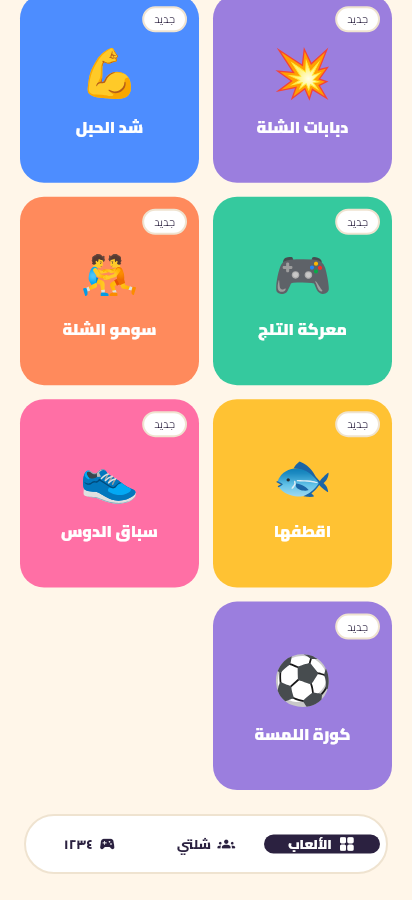 جديد
دبابات الشلة
جديد
شد الحبل
جديد
معركة الثلج
جديد
سومو الشلة
جديد
اقطفها
جديد
سباق الدوس
جديد
كورة اللمسة
الألعاب
شلتي
١٢٣٤